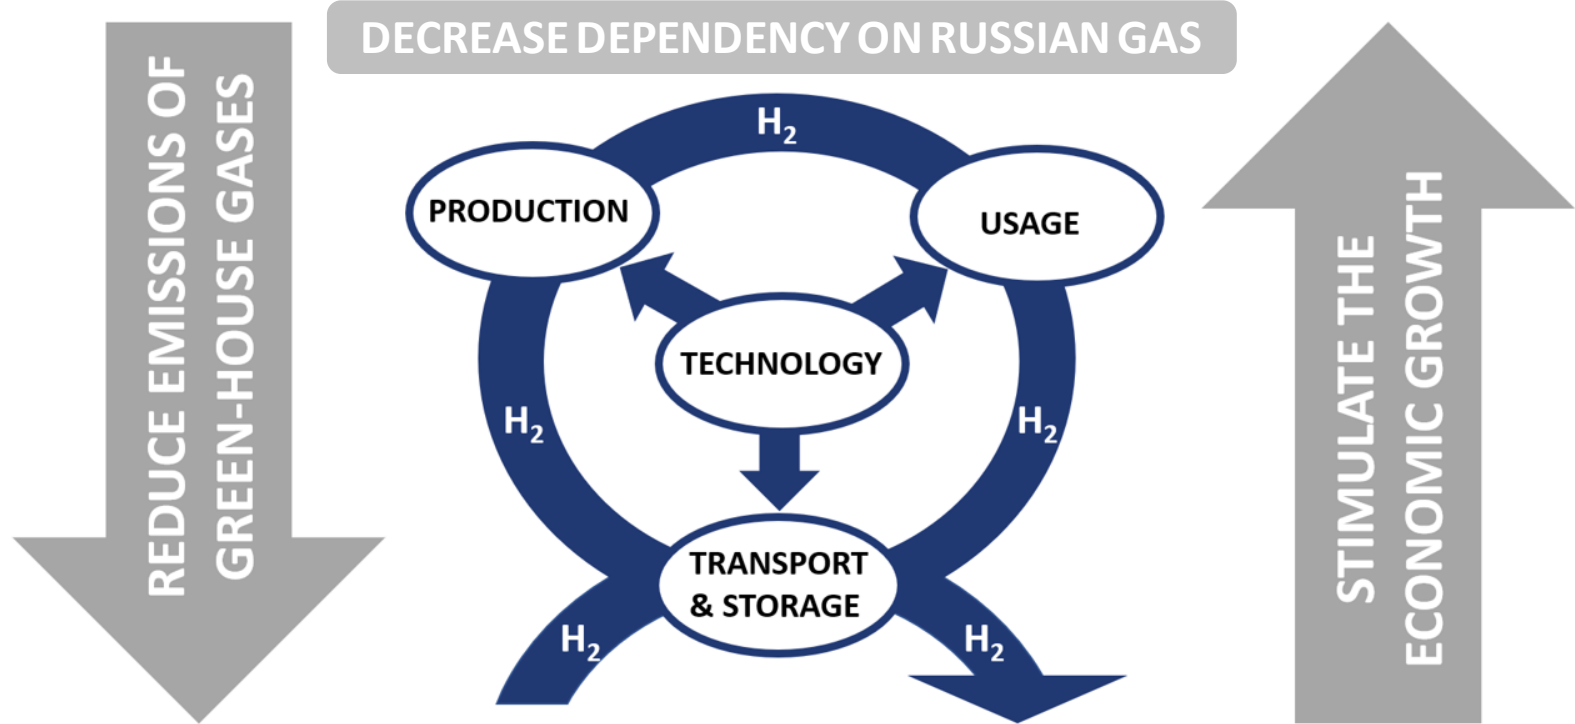 DECREASE DEPENDENCY ON RUSSIAN GAS
REDUCE EMISSIONS OF
GREEN-HOUSE GASES
H₂
PRODUCTION
USAGE
TECHNOLOGY
H₂
H₂
TRANSPORT
& STORAGE
H₂
H₂
STIMULATE THE
ECONOMIC GROWTH